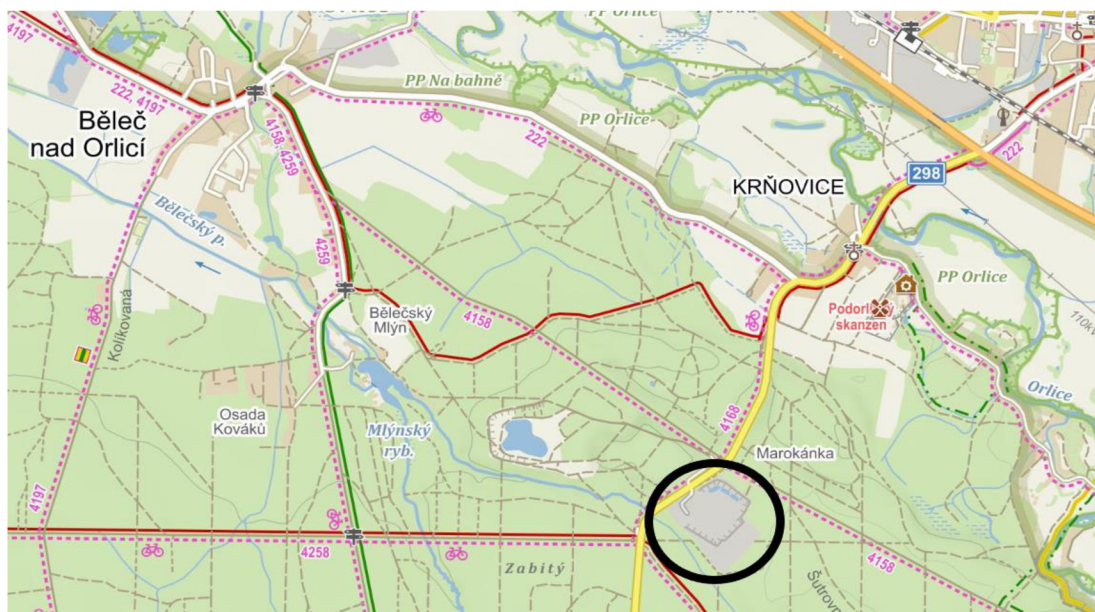 PP Orlice
4197
PP Na bahně
222, 4197
Běleč
nad Orlicí
4158, 4259
PP Orlice
222
222
298
KRŇOVICE
Bělečský p.
4259
PP Orlice
Kolíkovaná
Bělečský
Mlýn
4158
Podorlický
skanzen
110kV
Orlice
Osada
Kováků
Mlýnský
ryb.
4168
Marokánka
4197
4258
4158
Zabitý